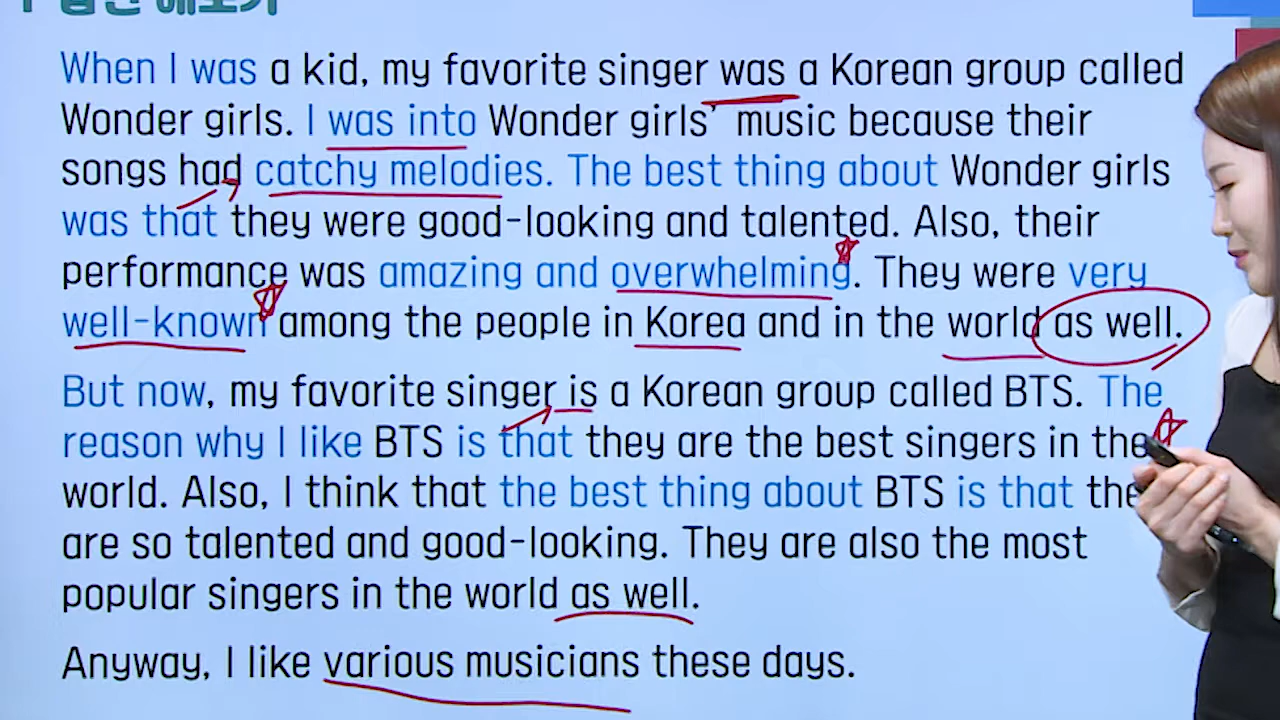 When I was a kid, my favorite singer was a Korean group called
Wonder girls. I was into Wonder girls’ music because their
songs had catchy melodies. The best thing about Wonder girls
was that they were good-looking and talented. Also, their
performance was amazing and overwhelming. They were very
well-known among the people in Korea and in the world as well.
But now, my favorite singer is a Korean group called BTS. The
reason why I like BTS is that they are the best singers in the
world. Also, I think that the best thing about BTS is that
are so talented and good-looking. They are also the most
popular singers in the world as well.
Anyway, I like various musicians these days.